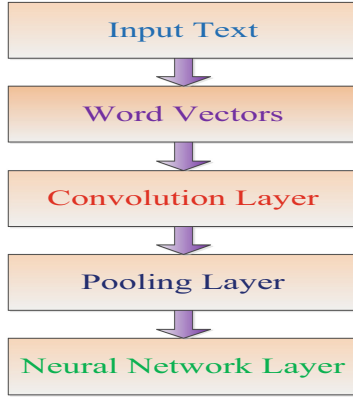 Input Text
Word Vectors
Convolution Layer
Pooling Layer
Neural Network Layer